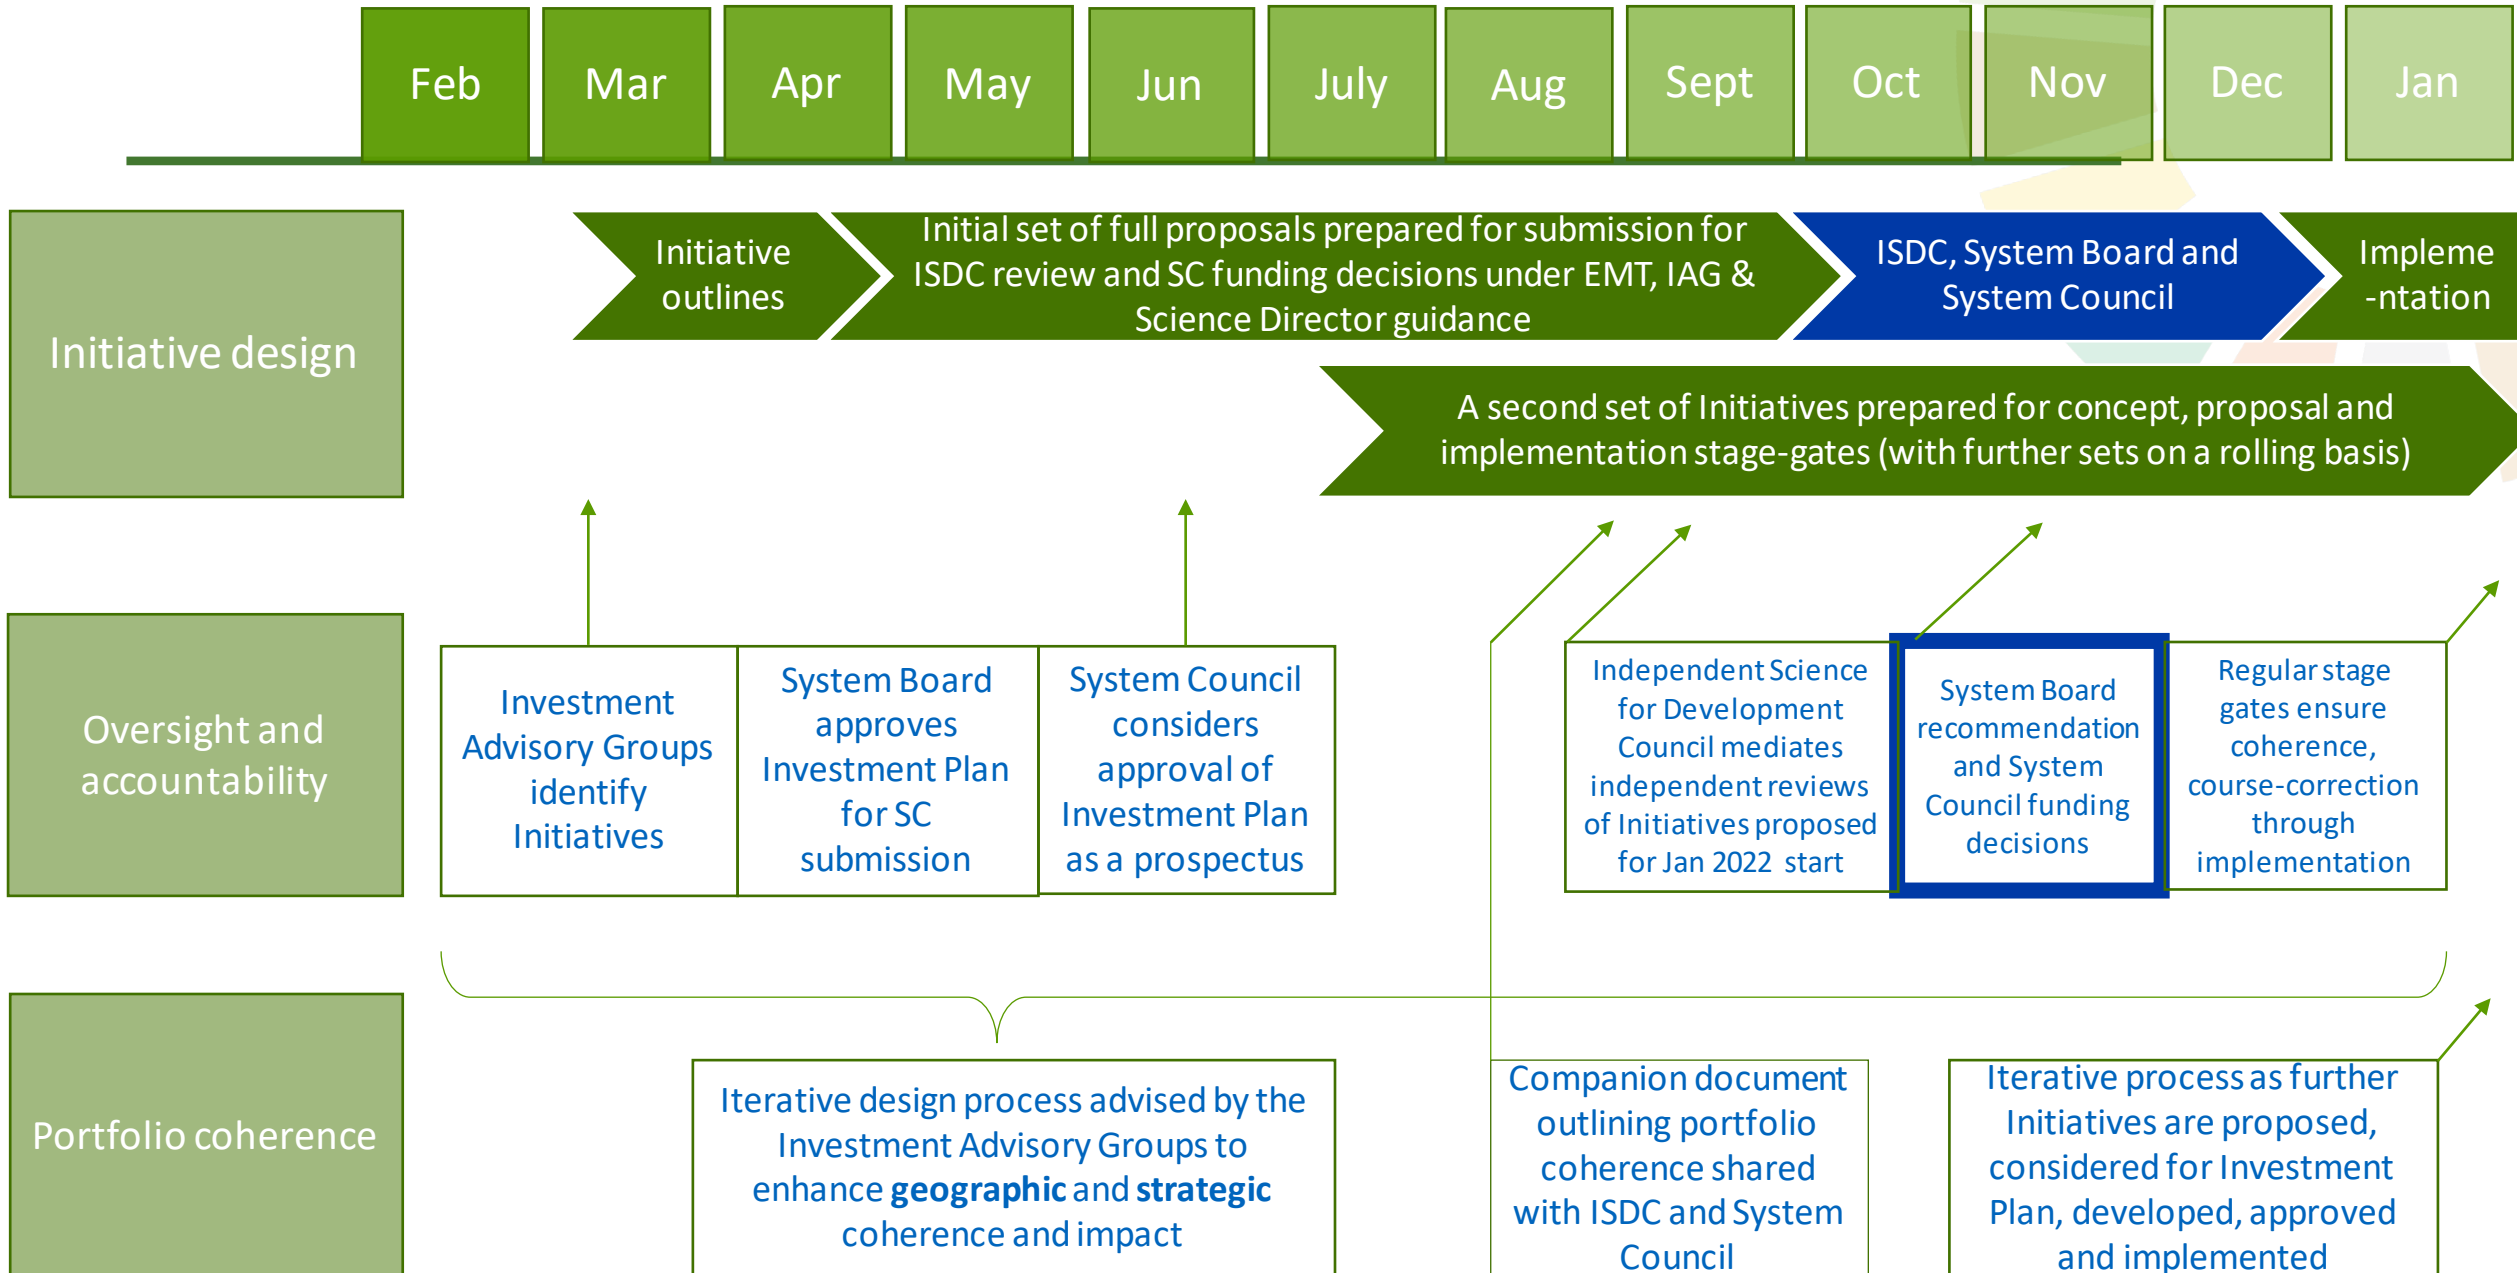 Feb
Mar
Apr
May
Jun
July
Aug
Sept
Oct
Nov
Dec
Jan
Initiative design
Initiative
outlines
Initial set of full proposals prepared for submission for
ISDC review and SC funding decisions under EMT, IAG &
Science Director guidance
ISDC, System Board and
System Council
Impleme
-ntation
A second set of Initiatives prepared for concept, proposal and
implementation stage-gates (with further sets on a rolling basis)
Oversight and
accountability
Investment
Advisory Groups
identify
Initiatives
System Board
approves
Investment Plan
for SC
submission
System Council
considers
approval of
Investment Plan
as a prospectus
Independent Science
for Development
Council mediates
independent reviews
of Initiatives proposed
for Jan 2022 start
System Board
recommendation
and System
Council funding
decisions
Regular stage
gates ensure
coherence,
course-correction
through
implementation
Portfolio coherence
Iterative design process advised by the
Investment Advisory Groups to
enhance geographic and strategic
coherence and impact
Companion document
outlining portfolio
coherence shared
with ISDC and System
Council
Iterative process as further
Initiatives are proposed,
considered for Investment
Plan, developed, approved
and implemented